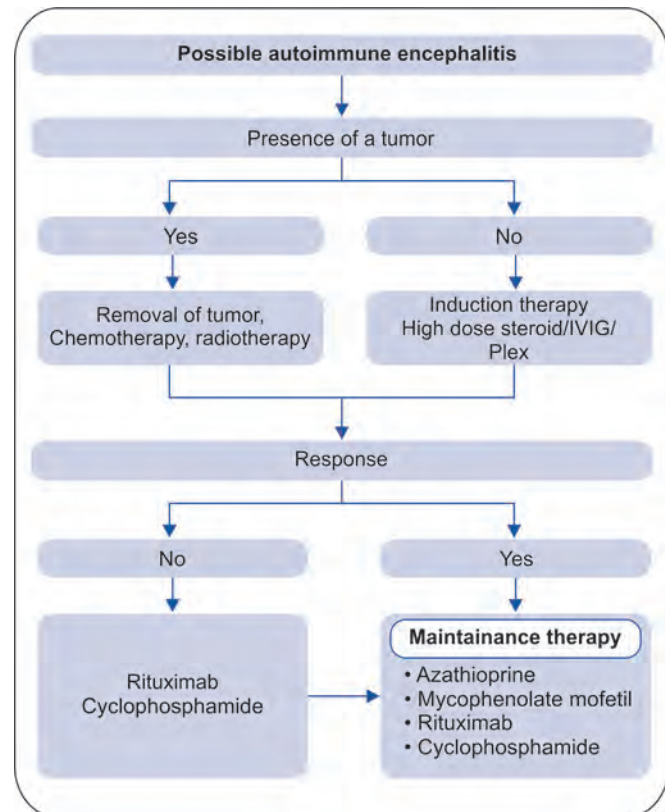 Possible autoimmune encephalitis
Presence of a tumor
Yes
No
Removal of tumor,
Chemotherapy, radiotherapy
Induction therapy
High dose steroid/IVIG/
Plex
Response
No
Yes
Rituximab
Cyclophosphamide
Maintainance therapy
• Azathioprine
• Mycophenolate mofetil
• Rituximab
• Cyclophosphamide